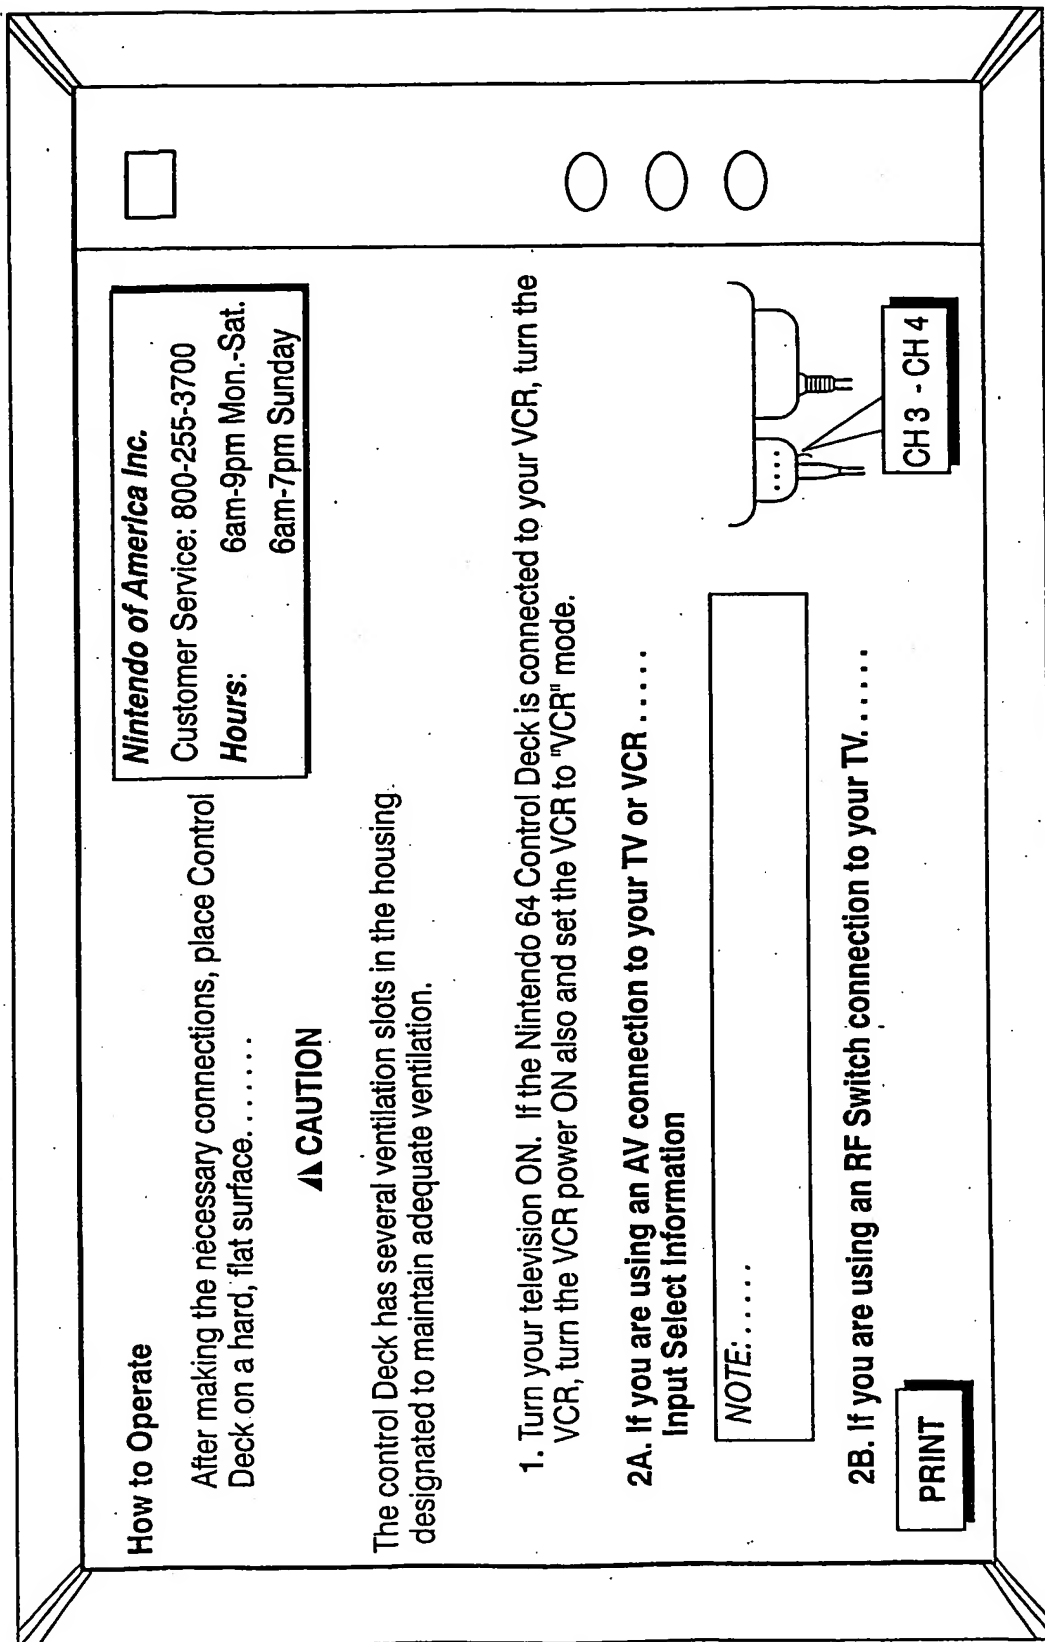 How to Operate
After making the necessary connections, place Control
Deck on a hard, flat surface.......
Nintendo of America Inc.
Customer Service: 800-255-3700
Hours: 6am-9pm Mon.-Sat.
6am-7pm Sunday
CAUTION
The control Deck has several ventilation slots in the housing
designated to maintain adequate ventilation.
1. Turn your television ON. If the Nintendo 64 Control Deck is connected to your VCR, turn the
VCR, turn the VCR power ON also and set the VCR to "VCR" mode.
2A. If you are using an AV connection to your TV or VCR.....
Input Select Information
NOTE:......
2B. If you are using an RF Switch connection to your TV......
CH 3 - CH 4
PRINT